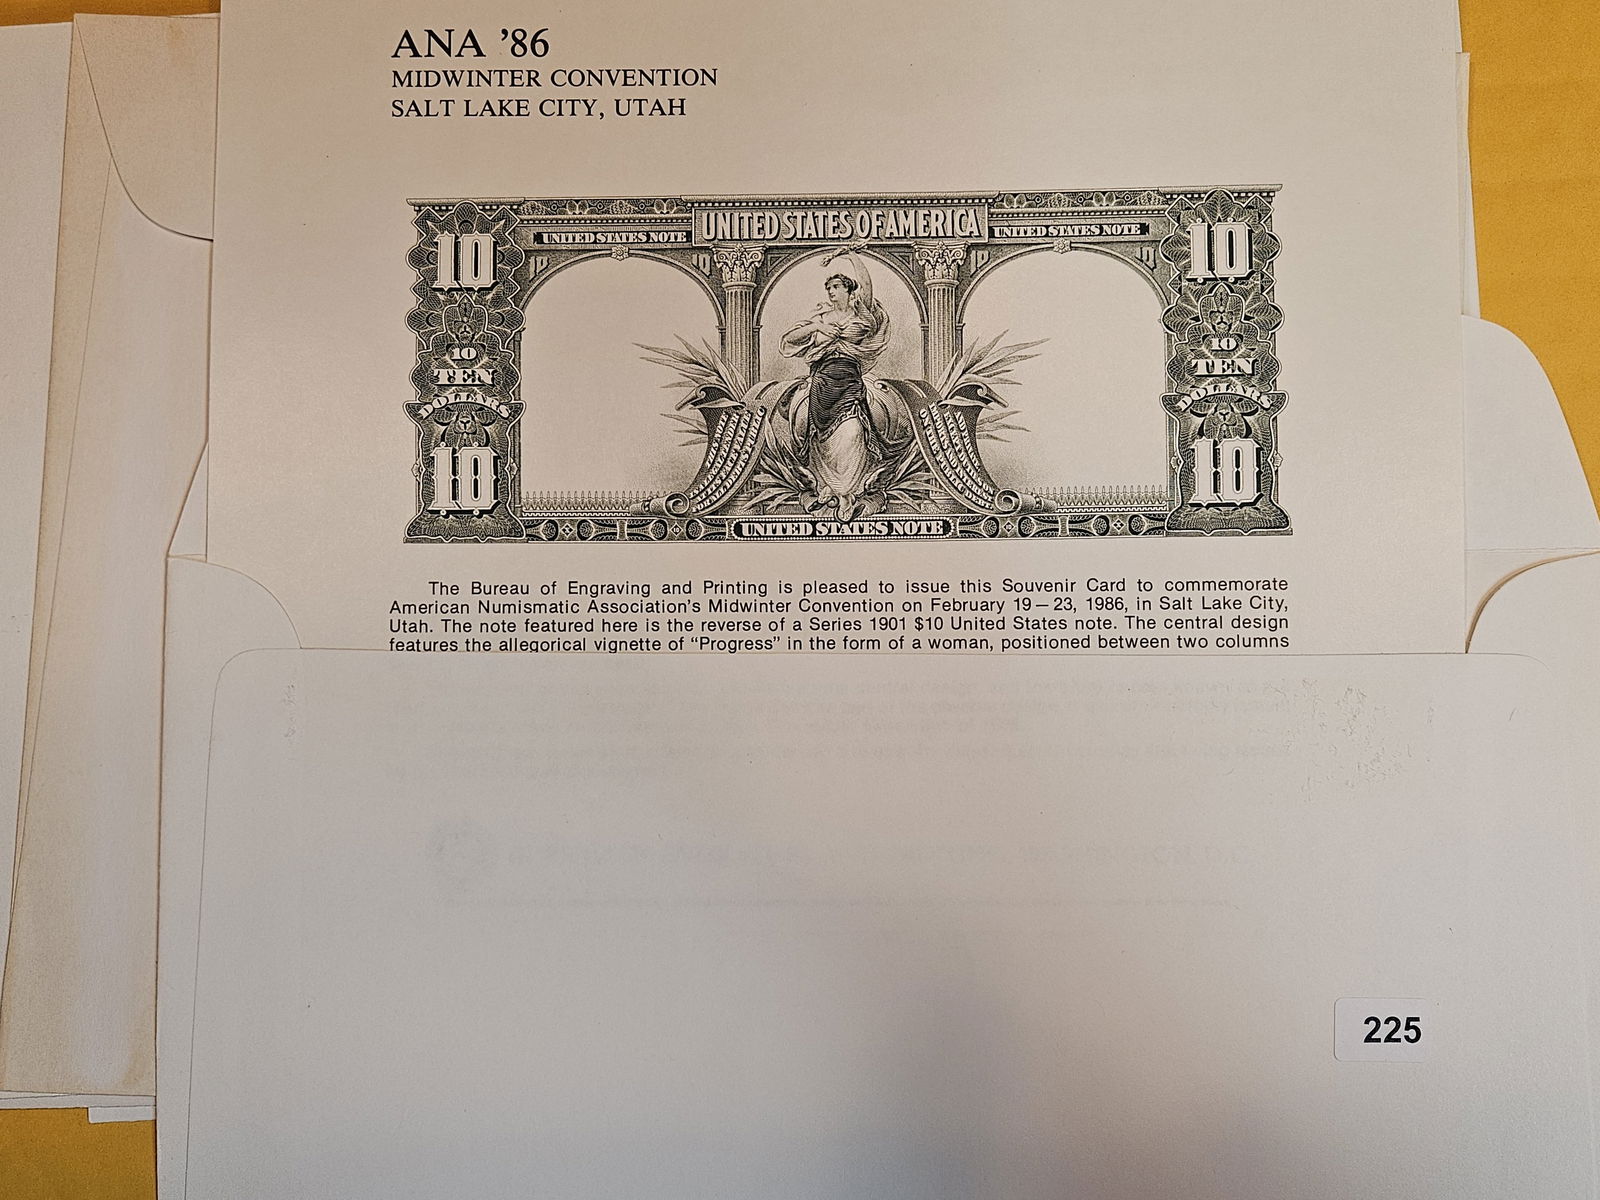 ANA ’86
MIDWINTER CONVENTION
SALT LAKE CITY, UTAH
UNITED STATES OF AMERICA
UNITED STATES NOTE
UNITED STATES NOTE
10
10
10
10
10
10
10
TEN
DOLLARS
10
10
TEN
DOLLARS
10
UNITED STATES NOTE
The Bureau of Engraving and Printing is pleased to issue this Souvenir Card to commemorate
American Numismatic Association’s Midwinter Convention on February 19 – 23, 1986, in Salt Lake City,
Utah. The note featured here is the reverse of a Series 1901 $10 United States note. The central design
features the allegorical vignette of “Progress” in the form of a woman, positioned between two columns
225